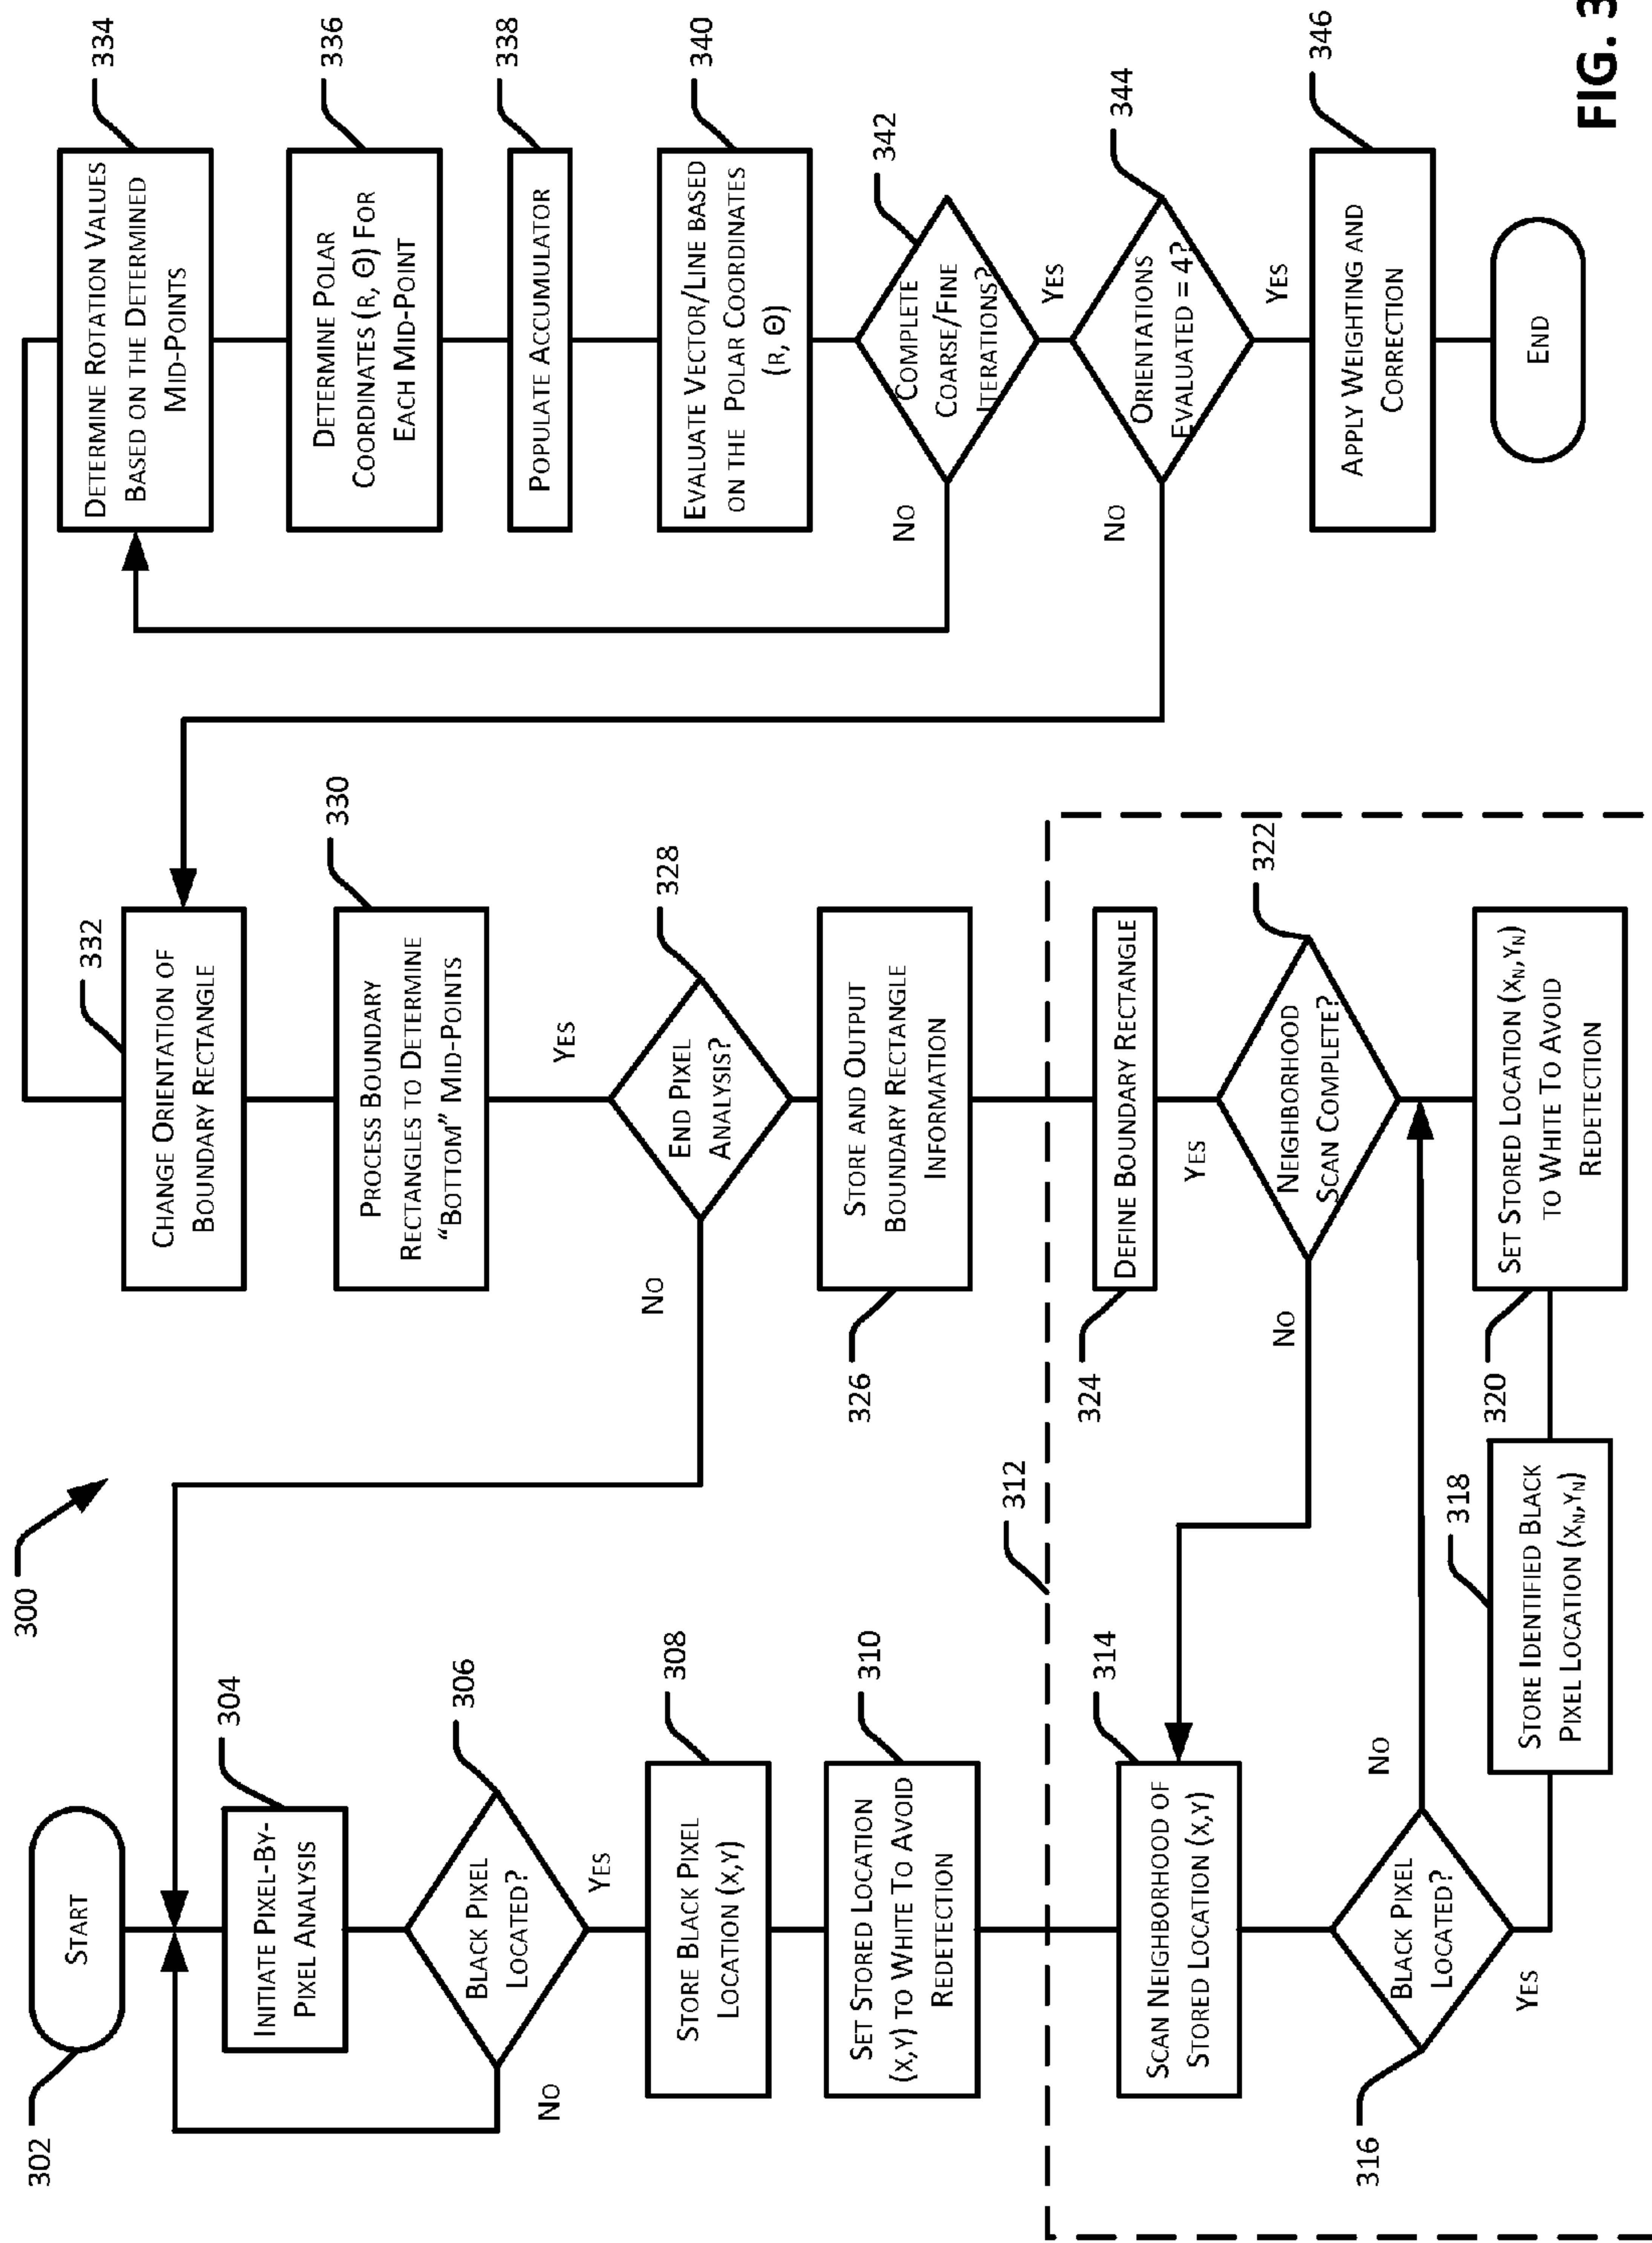 300
302
START
304
INITIATE PIXEL-BY-
PIXEL ANALYSIS
306
BLACK PIXEL
LOCATED?
NO
YES
308
STORE BLACK PIXEL
LOCATION (X,Y)
310
SET STORED LOCATION
(X,Y) TO WHITE TO AVOID
REDETECTION
312
314
SCAN NEIGHBORHOOD OF
STORED LOCATION (X,Y)
316
BLACK PIXEL
LOCATED?
NO
YES
318
STORE IDENTIFIED BLACK
PIXEL LOCATION (XN,YN)
320
SET STORED LOCATION (XN,YN)
TO WHITE TO AVOID
REDETECTION
322
NEIGHBORHOOD
SCAN COMPLETE?
NO
YES
324
DEFINE BOUNDARY RECTANGLE
326
STORE AND OUTPUT
BOUNDARY RECTANGLE
INFORMATION
328
END PIXEL
ANALYSIS?
NO
YES
330
PROCESS BOUNDARY
RECTANGLES TO DETERMINE
“BOTTOM” MID-POINTS
332
CHANGE ORIENTATION OF
BOUNDARY RECTANGLE
334
DETERMINE ROTATION VALUES
BASED ON THE DETERMINED
MID-POINTS
336
DETERMINE POLAR
COORDINATES (R, Θ) FOR
EACH MID-POINT
338
POPULATE ACCUMULATOR
340
EVALUATE VECTOR/LINE BASED
ON THE POLAR COORDINATES
(R, Θ)
342
COMPLETE
COARSE/FINE
ITERATIONS?
NO
YES
344
ORIENTATIONS
EVALUATED = 4?
NO
YES
346
APPLY WEIGHTING AND
CORRECTION
END
FIG. 3